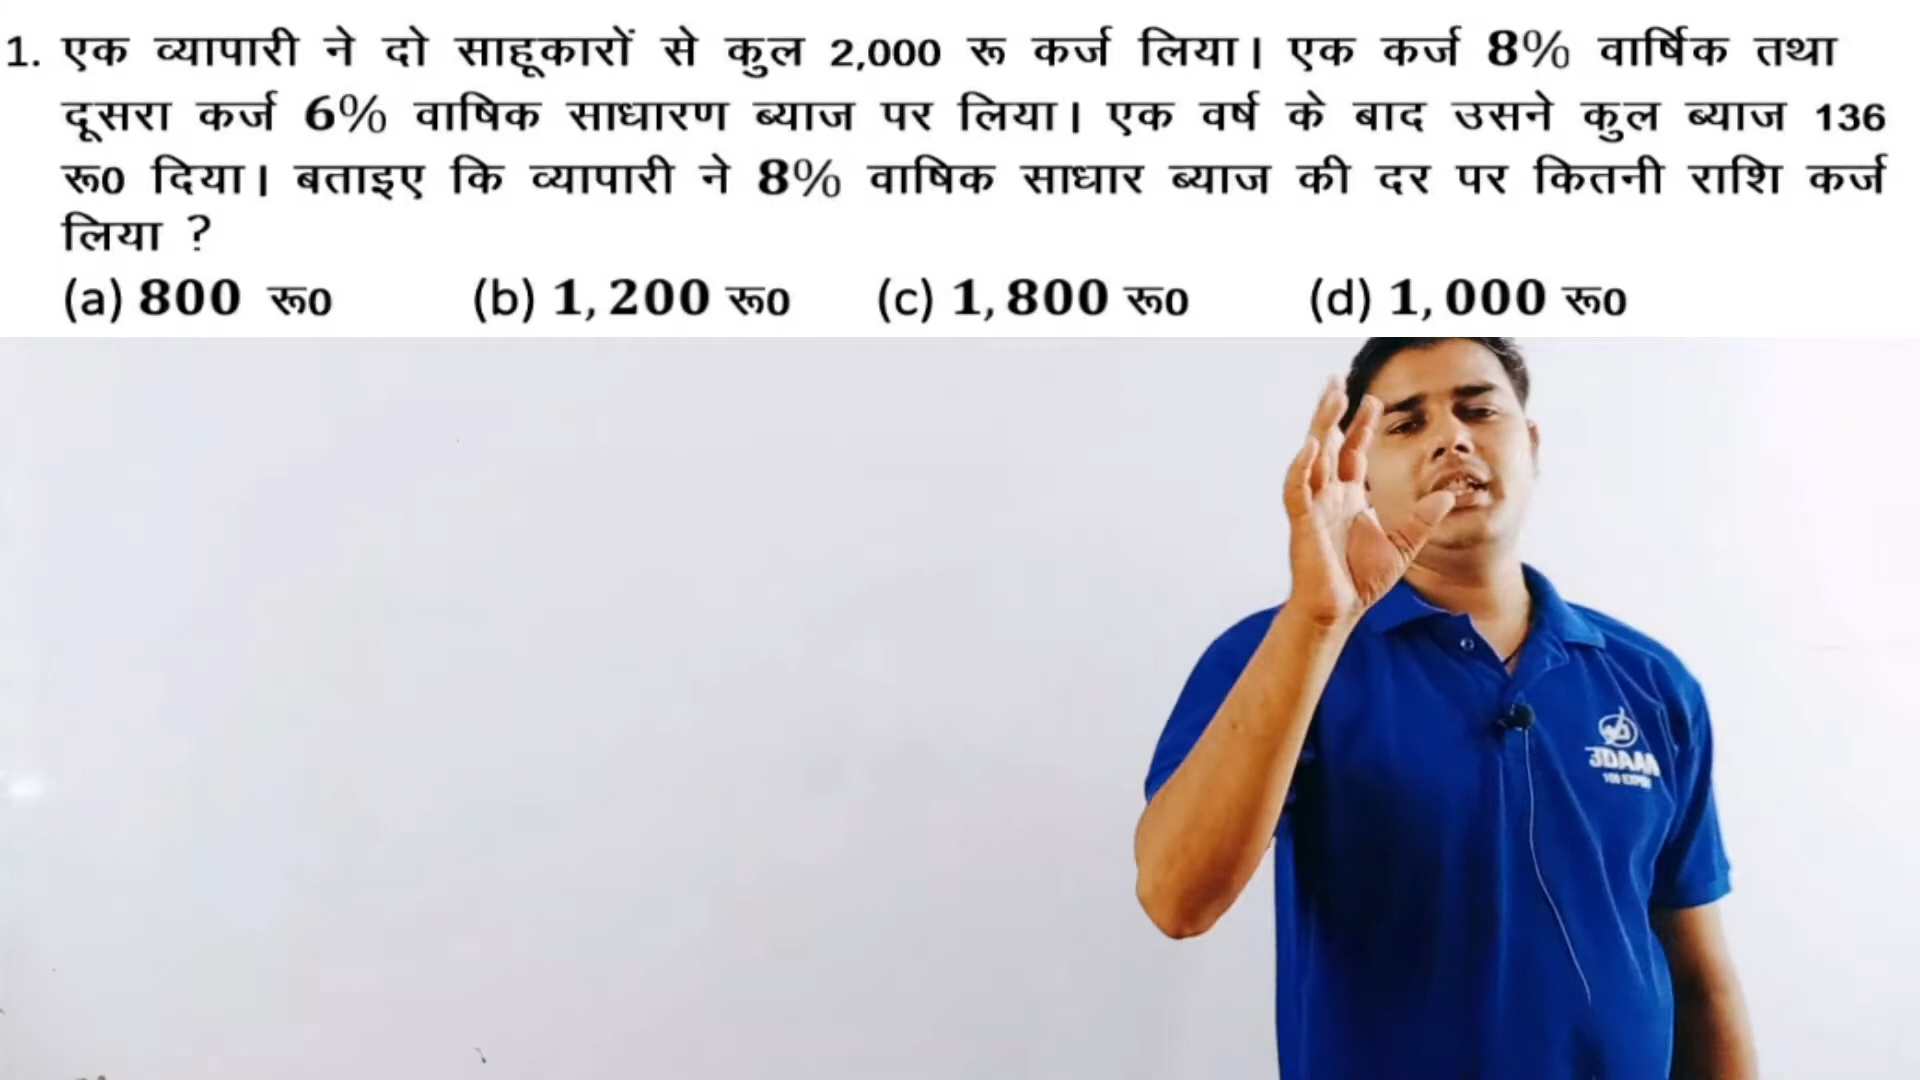 1. एक व्यापारी ने दो साहूकारों से कुल 2,000 रू कर्ज लिया। एक कर्ज 8% वार्षिक तथा
दूसरा कर्ज 6% वाषिक साधारण ब्याज पर लिया। एक वर्ष के बाद उसने कुल ब्याज 136
रू0 दिया। बताइए कि व्यापारी ने 8% वाषिक साधार ब्याज की दर पर कितनी राशि कर्ज
लिया ?
(a) 800 रू0 (b) 1, 200 रू0 (c) 1, 800 रू0 (d) 1, 000 रू0